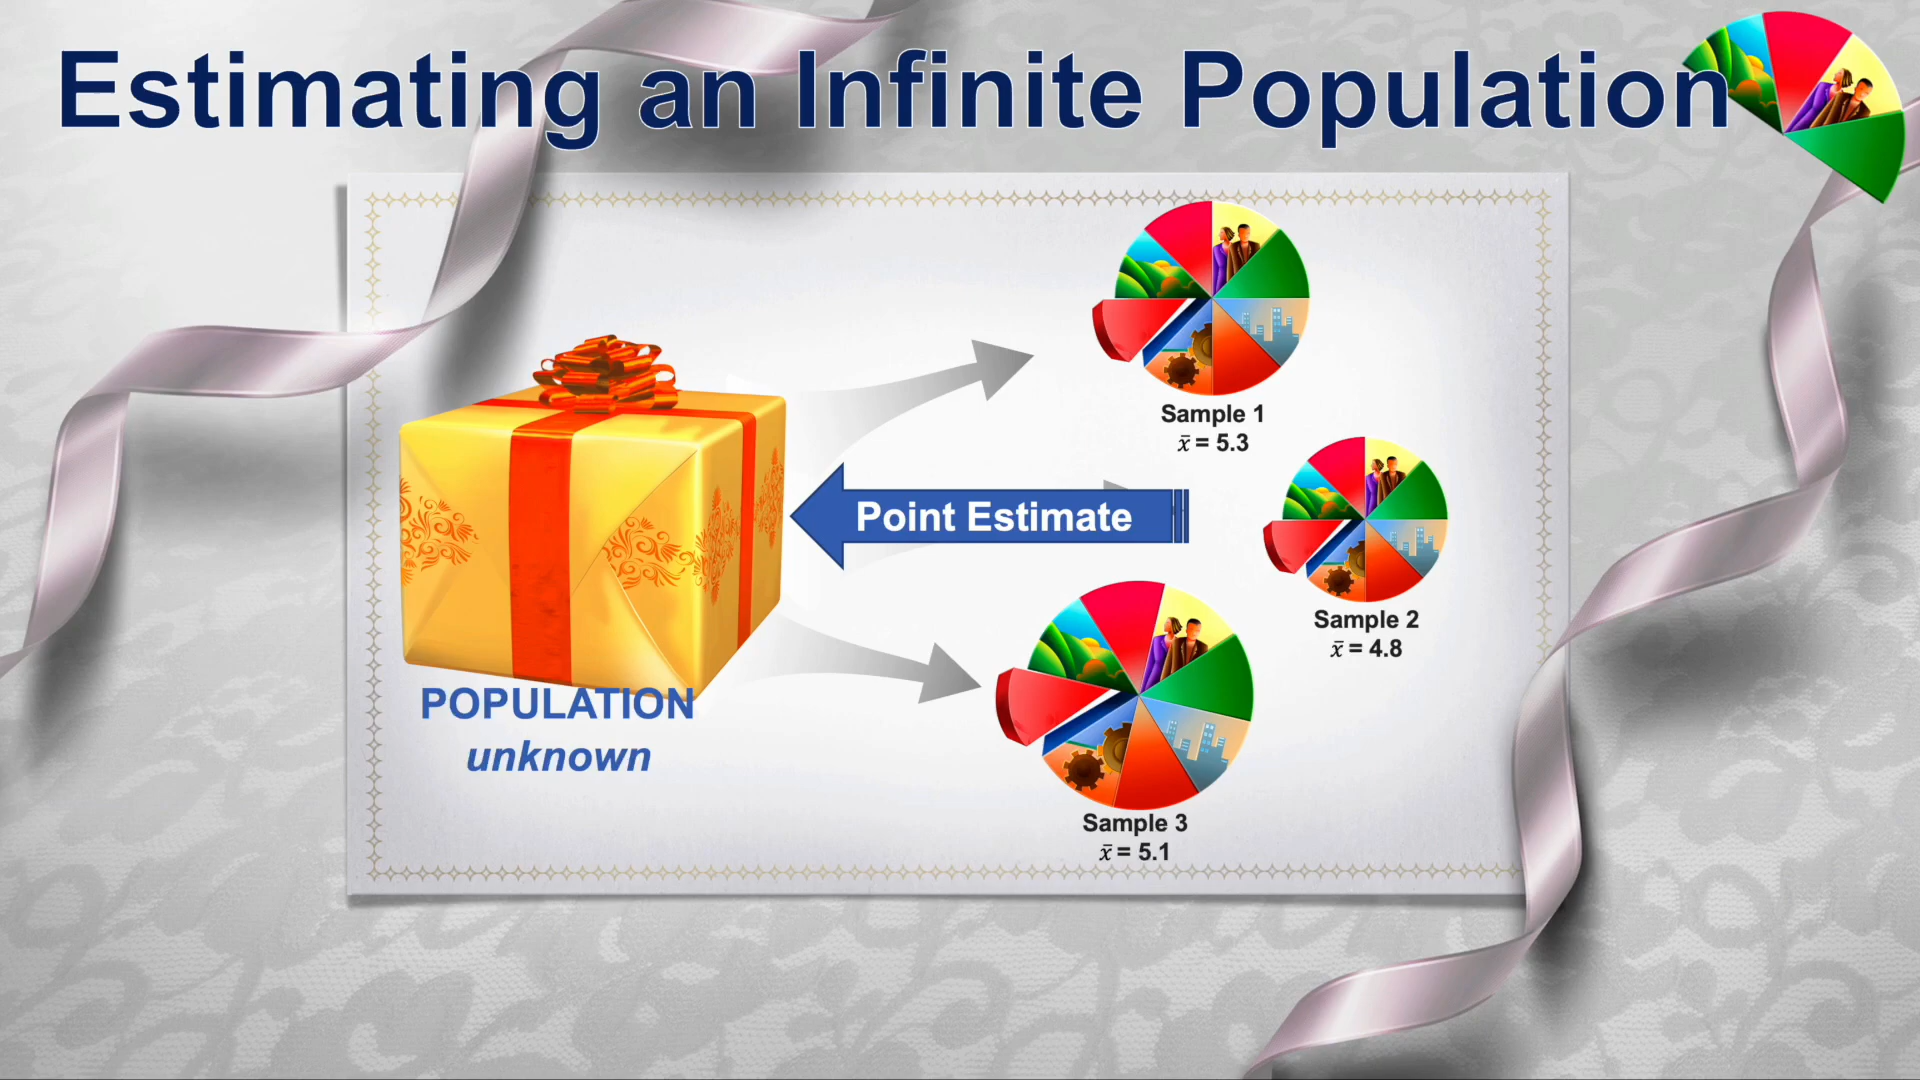 Estimating an Infinite Population
Sample 1
x̄ = 5.3
Point Estimate
Sample 2
x̄ = 4.8
POPULATION
unknown
Sample 3
x̄ = 5.1